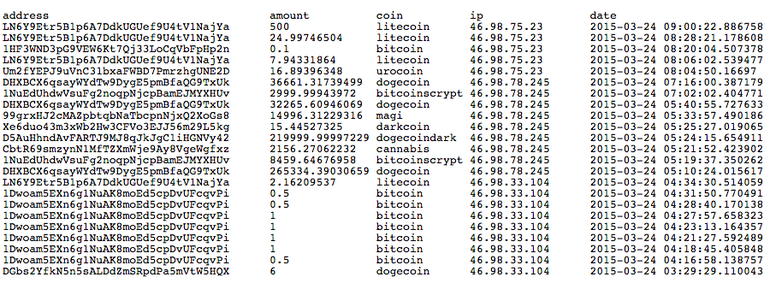 address amount coin ip date
LN6Y9Etr5B1p6A7DdkUGUef9U4tV1NajYa 500 litecoin 46.98.75.23 2015-03-24 09:00:22.886758
LN6Y9Etr5B1p6A7DdkUGUef9U4tV1NajYa 24.99746504 litecoin 46.98.75.23 2015-03-24 08:28:21.178608
1HF3WND3pG9VEW6Kt7Qj33LoCqVbFpHp2n 0.1 bitcoin 46.98.75.23 2015-03-24 08:20:04.507378
LN6Y9Etr5B1p6A7DdkUGUef9U4tV1NajYa 7.94331864 litecoin 46.98.75.23 2015-03-24 08:06:02.539477
Um2fYEPJ9uVnC31bxaFWBD7PmrzhgUNE2D 16.89396348 urocoin 46.98.75.23 2015-03-24 08:04:50.16697
DHXBCX6qsayWYdTw9DygE5pmBfaQG9TxUk 36661.31739499 dogecoin 46.98.78.245 2015-03-24 07:16:00.387179
1NuEdUhdwVsuFg2noqpNjcpBamEJMYXHUv 2999.99943972 bitcoinscrypt 46.98.78.245 2015-03-24 07:02:02.404771
DHXBCX6qsayWYdTw9DygE5pmBfaQG9TxUk 32265.60946069 dogecoin 46.98.78.245 2015-03-24 05:40:55.727633
99grxHJ2cMAZpbtqbNaTbcpnNjxQ2XoGs8 14996.31229316 magi 46.98.78.245 2015-03-24 05:33:57.490186
Xe6duo43m3xWb2Hw3CFVo3EJJ56m29L5kg 15.44527325 darkcoin 46.98.78.245 2015-03-24 05:25:27.019065
D5AuHhndAvFARTJ9MJ8qJkJgCliHGNVy42 219999.99997229 dogecoindark 46.98.78.245 2015-03-24 05:24:15.654911
CbtR69smzynN1MfTZXmWje9Ay8VgeWgfxz 2156.27062232 cannabis 46.98.78.245 2015-03-24 05:21:52.423902
1NuEdUhdwVsuFg2noqpNjcpBamEJMYXHUv 8459.64676958 bitcoinscrypt 46.98.78.245 2015-03-24 05:19:37.350262
DHXBCX6qsayWYdTw9DygE5pmBfaQG9TxUk 265334.39030659 dogecoin 46.98.78.245 2015-03-24 05:10:24.015617
LN6Y9Etr5B1p6A7DdkUGUef9U4tV1NajYa 2.16209537 litecoin 46.98.33.104 2015-03-24 04:34:30.514059
1Dwoam5EXn6g1NuAK8moEd5cpDvUFcqvPi 0.5 bitcoin 46.98.33.104 2015-03-24 04:31:50.770491
1Dwoam5EXn6g1NuAK8moEd5cpDvUFcqvPi 0.5 bitcoin 46.98.33.104 2015-03-24 04:28:40.170138
1Dwoam5EXn6g1NuAK8moEd5cpDvUFcqvPi 1 bitcoin 46.98.33.104 2015-03-24 04:27:57.658323
1Dwoam5EXn6g1NuAK8moEd5cpDvUFcqvPi 1 bitcoin 46.98.33.104 2015-03-24 04:23:13.164357
1Dwoam5EXn6g1NuAK8moEd5cpDvUFcqvPi 1 bitcoin 46.98.33.104 2015-03-24 04:21:27.592489
1Dwoam5EXn6g1NuAK8moEd5cpDvUFcqvPi 1 bitcoin 46.98.33.104 2015-03-24 04:18:45.405848
1Dwoam5EXn6g1NuAK8moEd5cpDvUFcqvPi 0.5 bitcoin 46.98.33.104 2015-03-24 04:16:58.138757
DGbs2YfkN5n5sALDdZmSRpdPa5mVtW5HQX 6 dogecoin 46.98.33.104 2015-03-24 03:29:29.110043